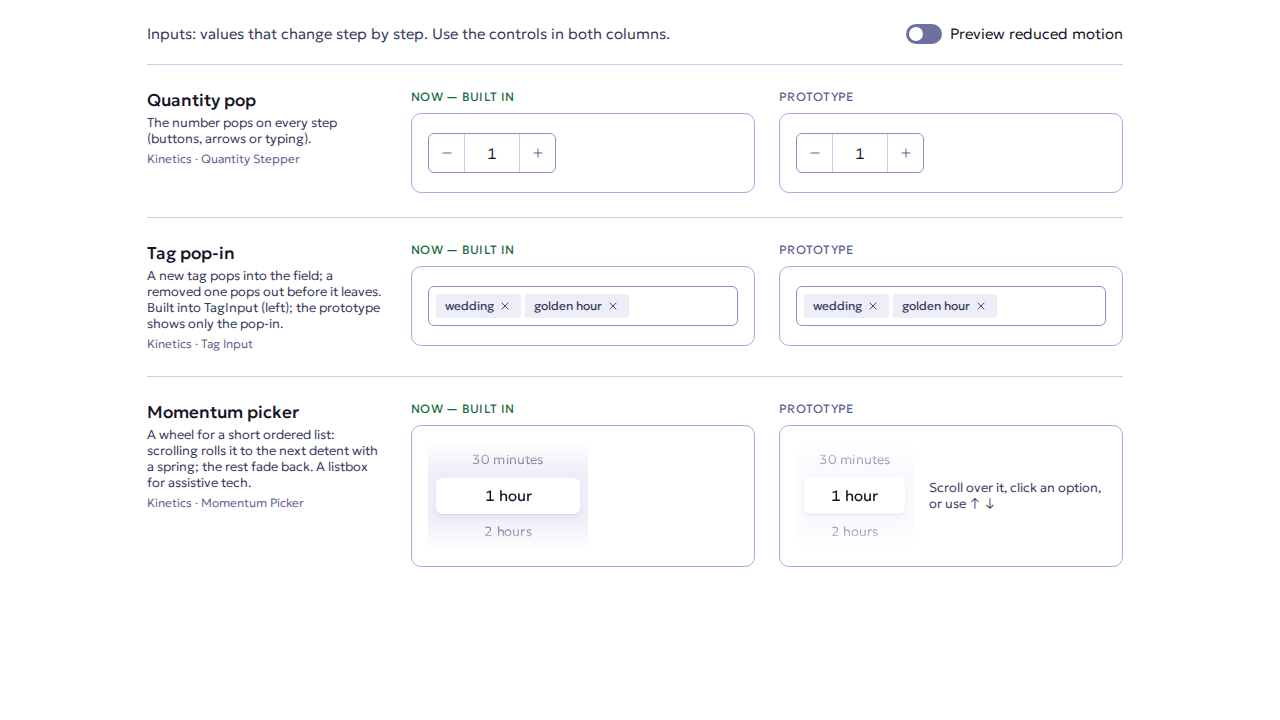 Inputs: values that change step by step. Use the controls in both columns.
Preview reduced motion
Quantity pop
The number pops on every step
(buttons, arrows or typing).
Kinetics · Quantity Stepper
NOW — BUILT IN
− 1 +
PROTOTYPE
− 1 +
Tag pop-in
A new tag pops into the field; a
removed one pops out before it leaves.
Built into TagInput (left); the prototype
shows only the pop-in.
Kinetics · Tag Input
NOW — BUILT IN
wedding × golden hour ×
PROTOTYPE
wedding × golden hour ×
Momentum picker
A wheel for a short ordered list:
scrolling rolls it to the next detent with
a spring; the rest fade back. A listbox
for assistive tech.
Kinetics · Momentum Picker
NOW — BUILT IN
30 minutes
1 hour
2 hours
PROTOTYPE
30 minutes
1 hour
2 hours
Scroll over it, click an option,
or use ↑ ↓